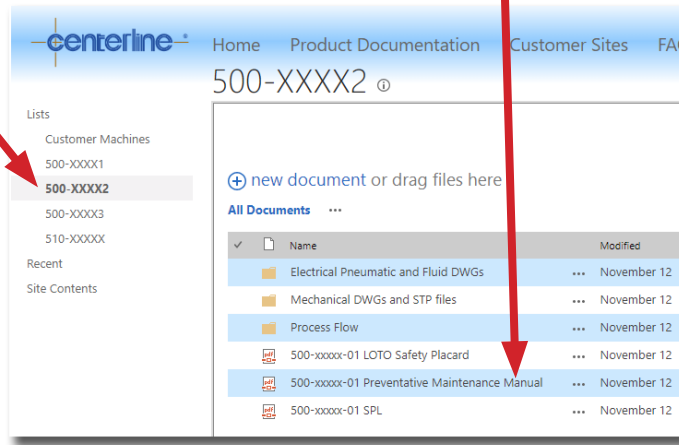 centerline
Home Product Documentation Customer Sites
500-XXXX2
Lists
Customer Machines
500-XXXX1
500-XXXX2
500-XXXX3
510-XXXXX
Recent
Site Contents
new document or drag files here
All Documents ...
Name Modified
Electrical Pneumatic and Fluid DWGs ... November 12
Mechanical DWGs and STP files ... November 12
Process Flow ... November 12
500-xxxxx-01 LOTO Safety Placard ... November 12
500-xxxxx-01 Preventative Maintenance Manual ... November 12
500-xxxxx-01 SPL ... November 12